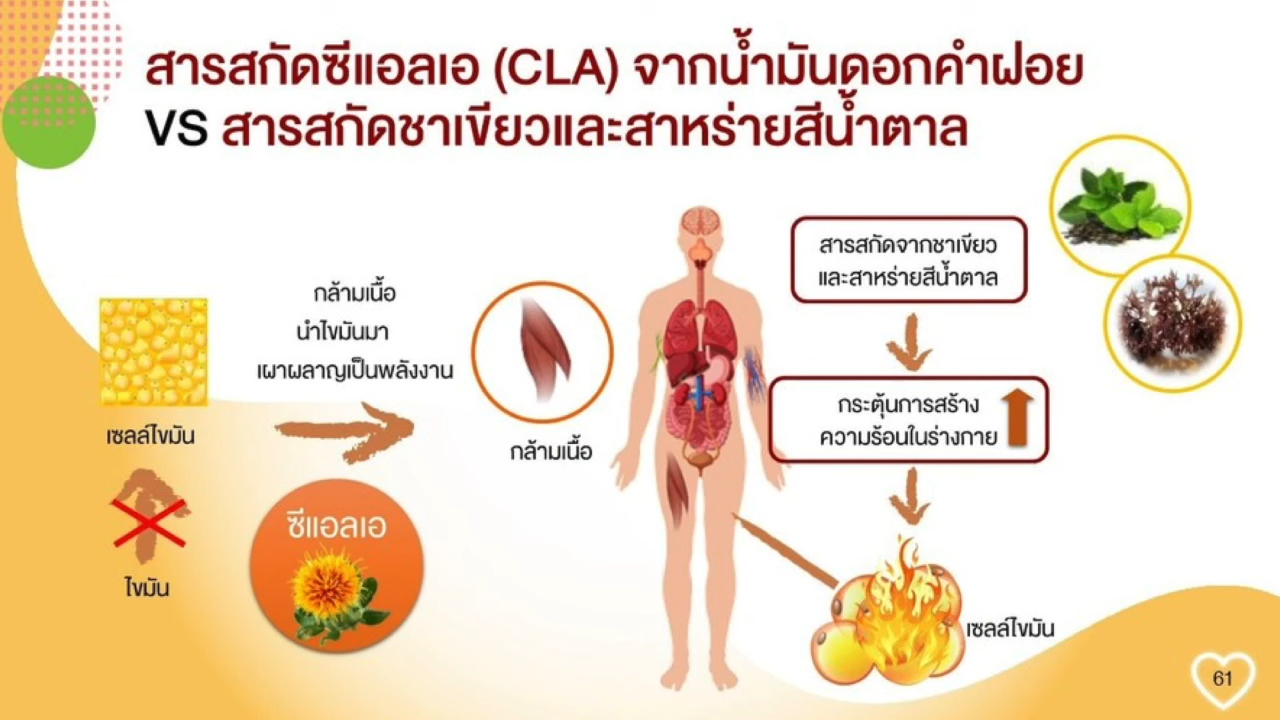 สารสกัดซีแอลเอ (CLA) จากน้ำมันดอกคำฝอย
VS สารสกัดชาเขียวและสาหร่ายสีน้ำตาล
กล้ามเนื้อ
นำไขมันมา
เผาผลาญเป็นพลังงาน
เซลล์ไขมัน
ไขมัน
ซีแอลเอ
กล้ามเนื้อ
สารสกัดจากชาเขียว
และสาหร่ายสีน้ำตาล
กระตุ้นการสร้าง
ความร้อนในร่างกาย
เซลล์ไขมัน
61